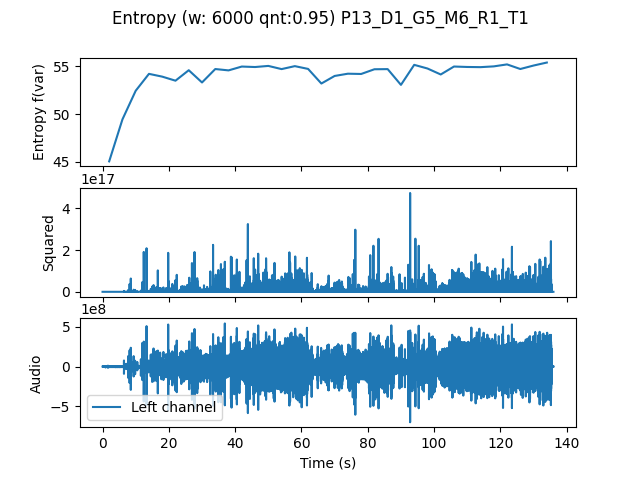 Entropy (w: 6000 qnt:0.95) P13_D1_G5_M6_R1_T1
Entropy f(var)
55
50
45
1e17
Squared
4
2
0
1e8
Audio
5
0
−5
Left channel
0 20 40 60 80 100 120 140
Time (s)